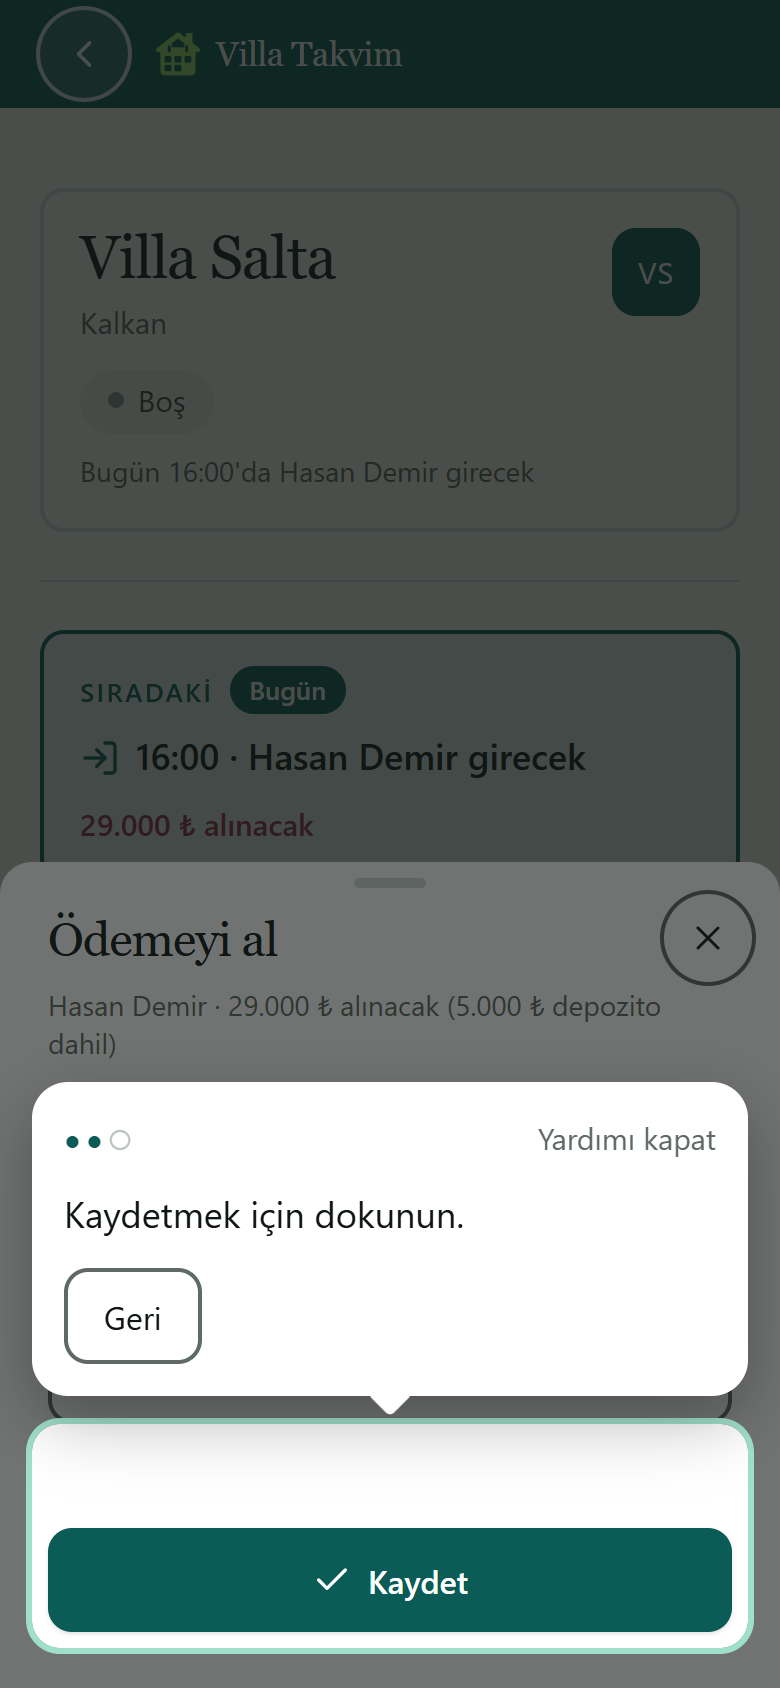 Villa Takvim
Villa Salta
VS
Kalkan
Boş
Bugün 16:00'da Hasan Demir girecek
SIRADAKİ Bugün
16:00 · Hasan Demir girecek
29.000 ₺ alınacak
Ödemeyi al
Hasan Demir · 29.000 ₺ alınacak (5.000 ₺ depozito
dahil)
Yardımı kapat
Kaydetmek için dokunun.
Geri
Kaydet